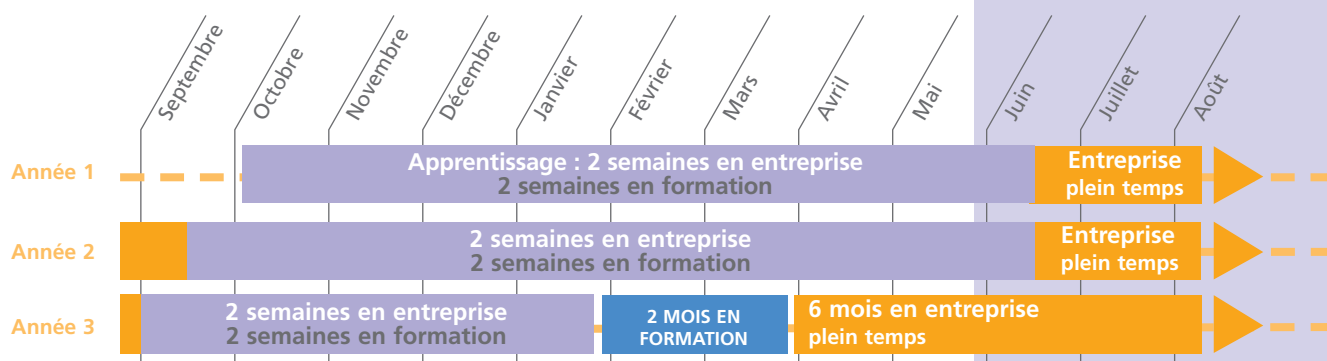 Septembre
Octobre
Novembre
Décembre
Janvier
Février
Mars
Avril
Mai
Juin
Juillet
Août
Année 1
Apprentissage : 2 semaines en entreprise
2 semaines en formation
Entreprise
plein temps
Année 2
2 semaines en entreprise
2 semaines en formation
Entreprise
plein temps
Année 3
2 semaines en entreprise
2 semaines en formation
2 MOIS EN
FORMATION
6 mois en entreprise
plein temps